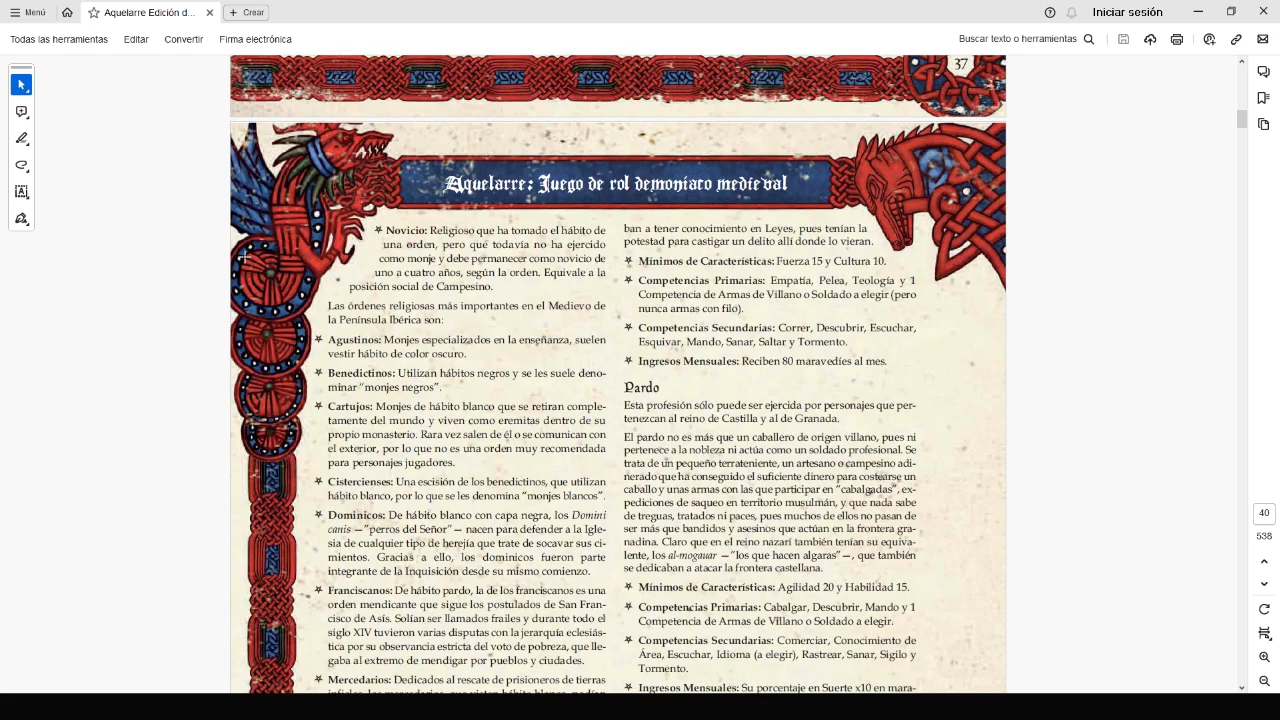 Menú
Aquelarre Edición d...
Crear
Iniciar sesión
Todas las herramientas
Editar
Convertir
Firma electrónica
Buscar texto o herramientas
37
Aquelarre: Juego de rol demoniaco medieval
Novicio: Religioso que ha tomado el hábito de
una orden, pero que todavía no ha ejercido
como monje y debe permanecer como novicio de
uno a cuatro años, según la orden. Equivale a la
posición social de Campesino.
Las órdenes religiosas más importantes en el Medievo de
la Península Ibérica son:
Agustinos: Monjes especializados en la enseñanza, suelen
vestir hábito de color oscuro.
Benedictinos: Utilizan hábitos negros y se les suele deno-
minar "monjes negros".
Cartujos: Monjes de hábito blanco que se retiran comple-
tamente del mundo y viven como eremitas dentro de su
propio monasterio. Rara vez salen de él o se comunican con
el exterior, por lo que no es una orden muy recomendada
para personajes jugadores.
Cistercienses: Una escisión de los benedictinos, que utilizan
hábito blanco, por lo que se les denomina "monjes blancos".
Dominicos: De hábito blanco con capa negra, los Domini
canis —"perros del Señor"— nacen para defender a la Igle-
sia de cualquier tipo de herejía que trate de socavar sus ci-
mientos. Gracias a ello, los dominicos fueron parte
integrante de la Inquisición desde su mismo comienzo.
Franciscanos: De hábito pardo, la de los franciscanos es una
orden mendicante que sigue los postulados de San Fran-
cisco de Asís. Solían ser llamados frailes y durante todo el
siglo XIV tuvieron varias disputas con la jerarquía eclesiás-
tica por su observancia estricta del voto de pobreza, que lle-
gaba al extremo de mendigar por pueblos y ciudades.
Mercedarios: Dedicados al rescate de prisioneros de tierras
ban a tener conocimiento en Leyes, pues tenían la
potestad para castigar un delito allí donde lo vieran.
Mínimos de Características: Fuerza 15 y Cultura 10.
Competencias Primarias: Empatía, Pelea, Teología y 1
Competencia de Armas de Villano o Soldado a elegir (pero
nunca armas con filo).
Competencias Secundarias: Correr, Descubrir, Escuchar,
Esquivar, Mando, Sanar, Saltar y Tormento.
Ingresos Mensuales: Reciben 80 maravedíes al mes.
Pardo
Esta profesión sólo puede ser ejercida por personajes que per-
tenezcan al reino de Castilla y al de Granada.
El pardo no es más que un caballero de origen villano, pues ni
pertenece a la nobleza ni actúa como un soldado profesional. Se
trata de un pequeño terrateniente, un artesano o campesino adi-
nerado que ha conseguido el suficiente dinero para costearse un
caballo y unas armas con las que participar en "cabalgadas", ex-
pediciones de saqueo en territorio musulmán, y que nada sabe
de treguas, tratados ni paces, pues muchos de ellos no pasan de
ser más que bandidos y asesinos que actúan en la frontera gra-
nadina. Claro que en el reino nazarí también tenían su equiva-
lente, los al-mogauar —"los que hacen algaras"—, que también
se dedicaban a atacar la frontera castellana.
Mínimos de Características: Agilidad 20 y Habilidad 15.
Competencias Primarias: Cabalgar, Descubrir, Mando y 1
Competencia de Armas de Villano o Soldado a elegir.
Competencias Secundarias: Comerciar, Conocimiento de
Área, Escuchar, Idioma (a elegir), Rastrear, Sanar, Sigilo y
Tormento.
Ingresos Mensuales: Su porcentaje en Suerte x10 en mara-
40
538